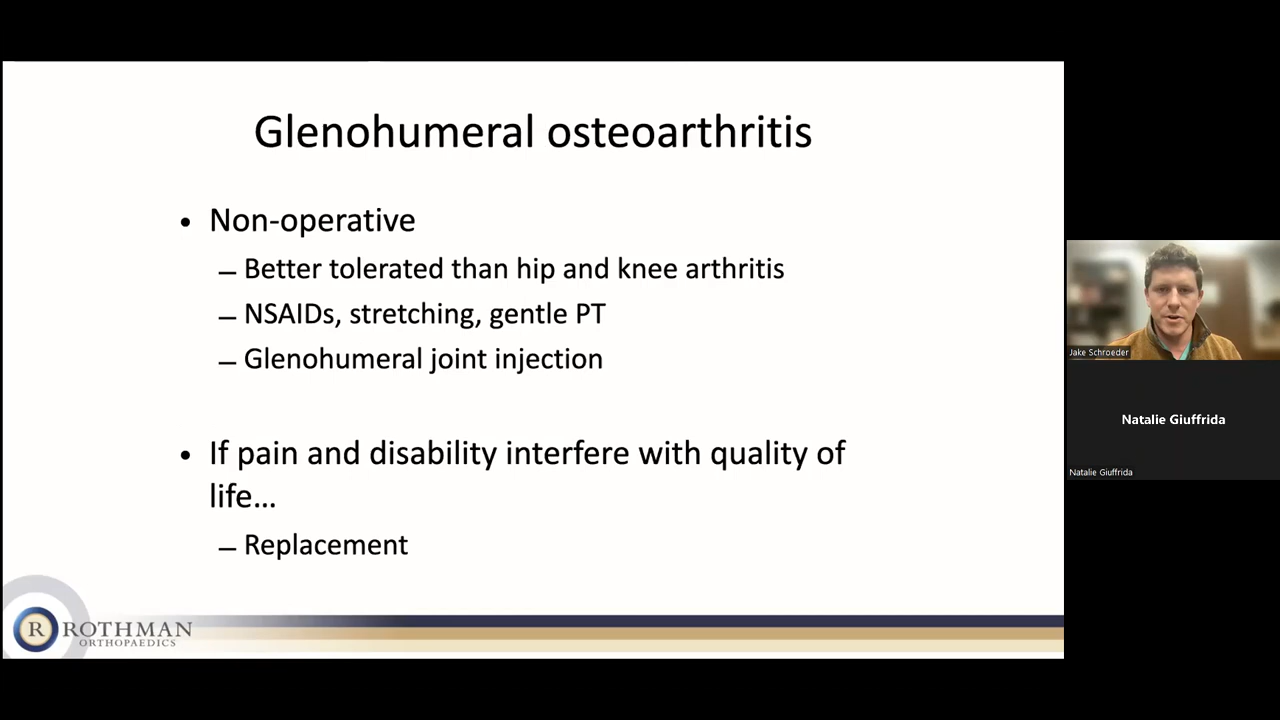 Glenohumeral osteoarthritis
• Non-operative
– Better tolerated than hip and knee arthritis
– NSAIDs, stretching, gentle PT
– Glenohumeral joint injection
• If pain and disability interfere with quality of
life...
– Replacement
R ROTHMAN
ORTHOPAEDICS
Jake Schroeder
Natalie Giuffrida
Natalie Giuffrida